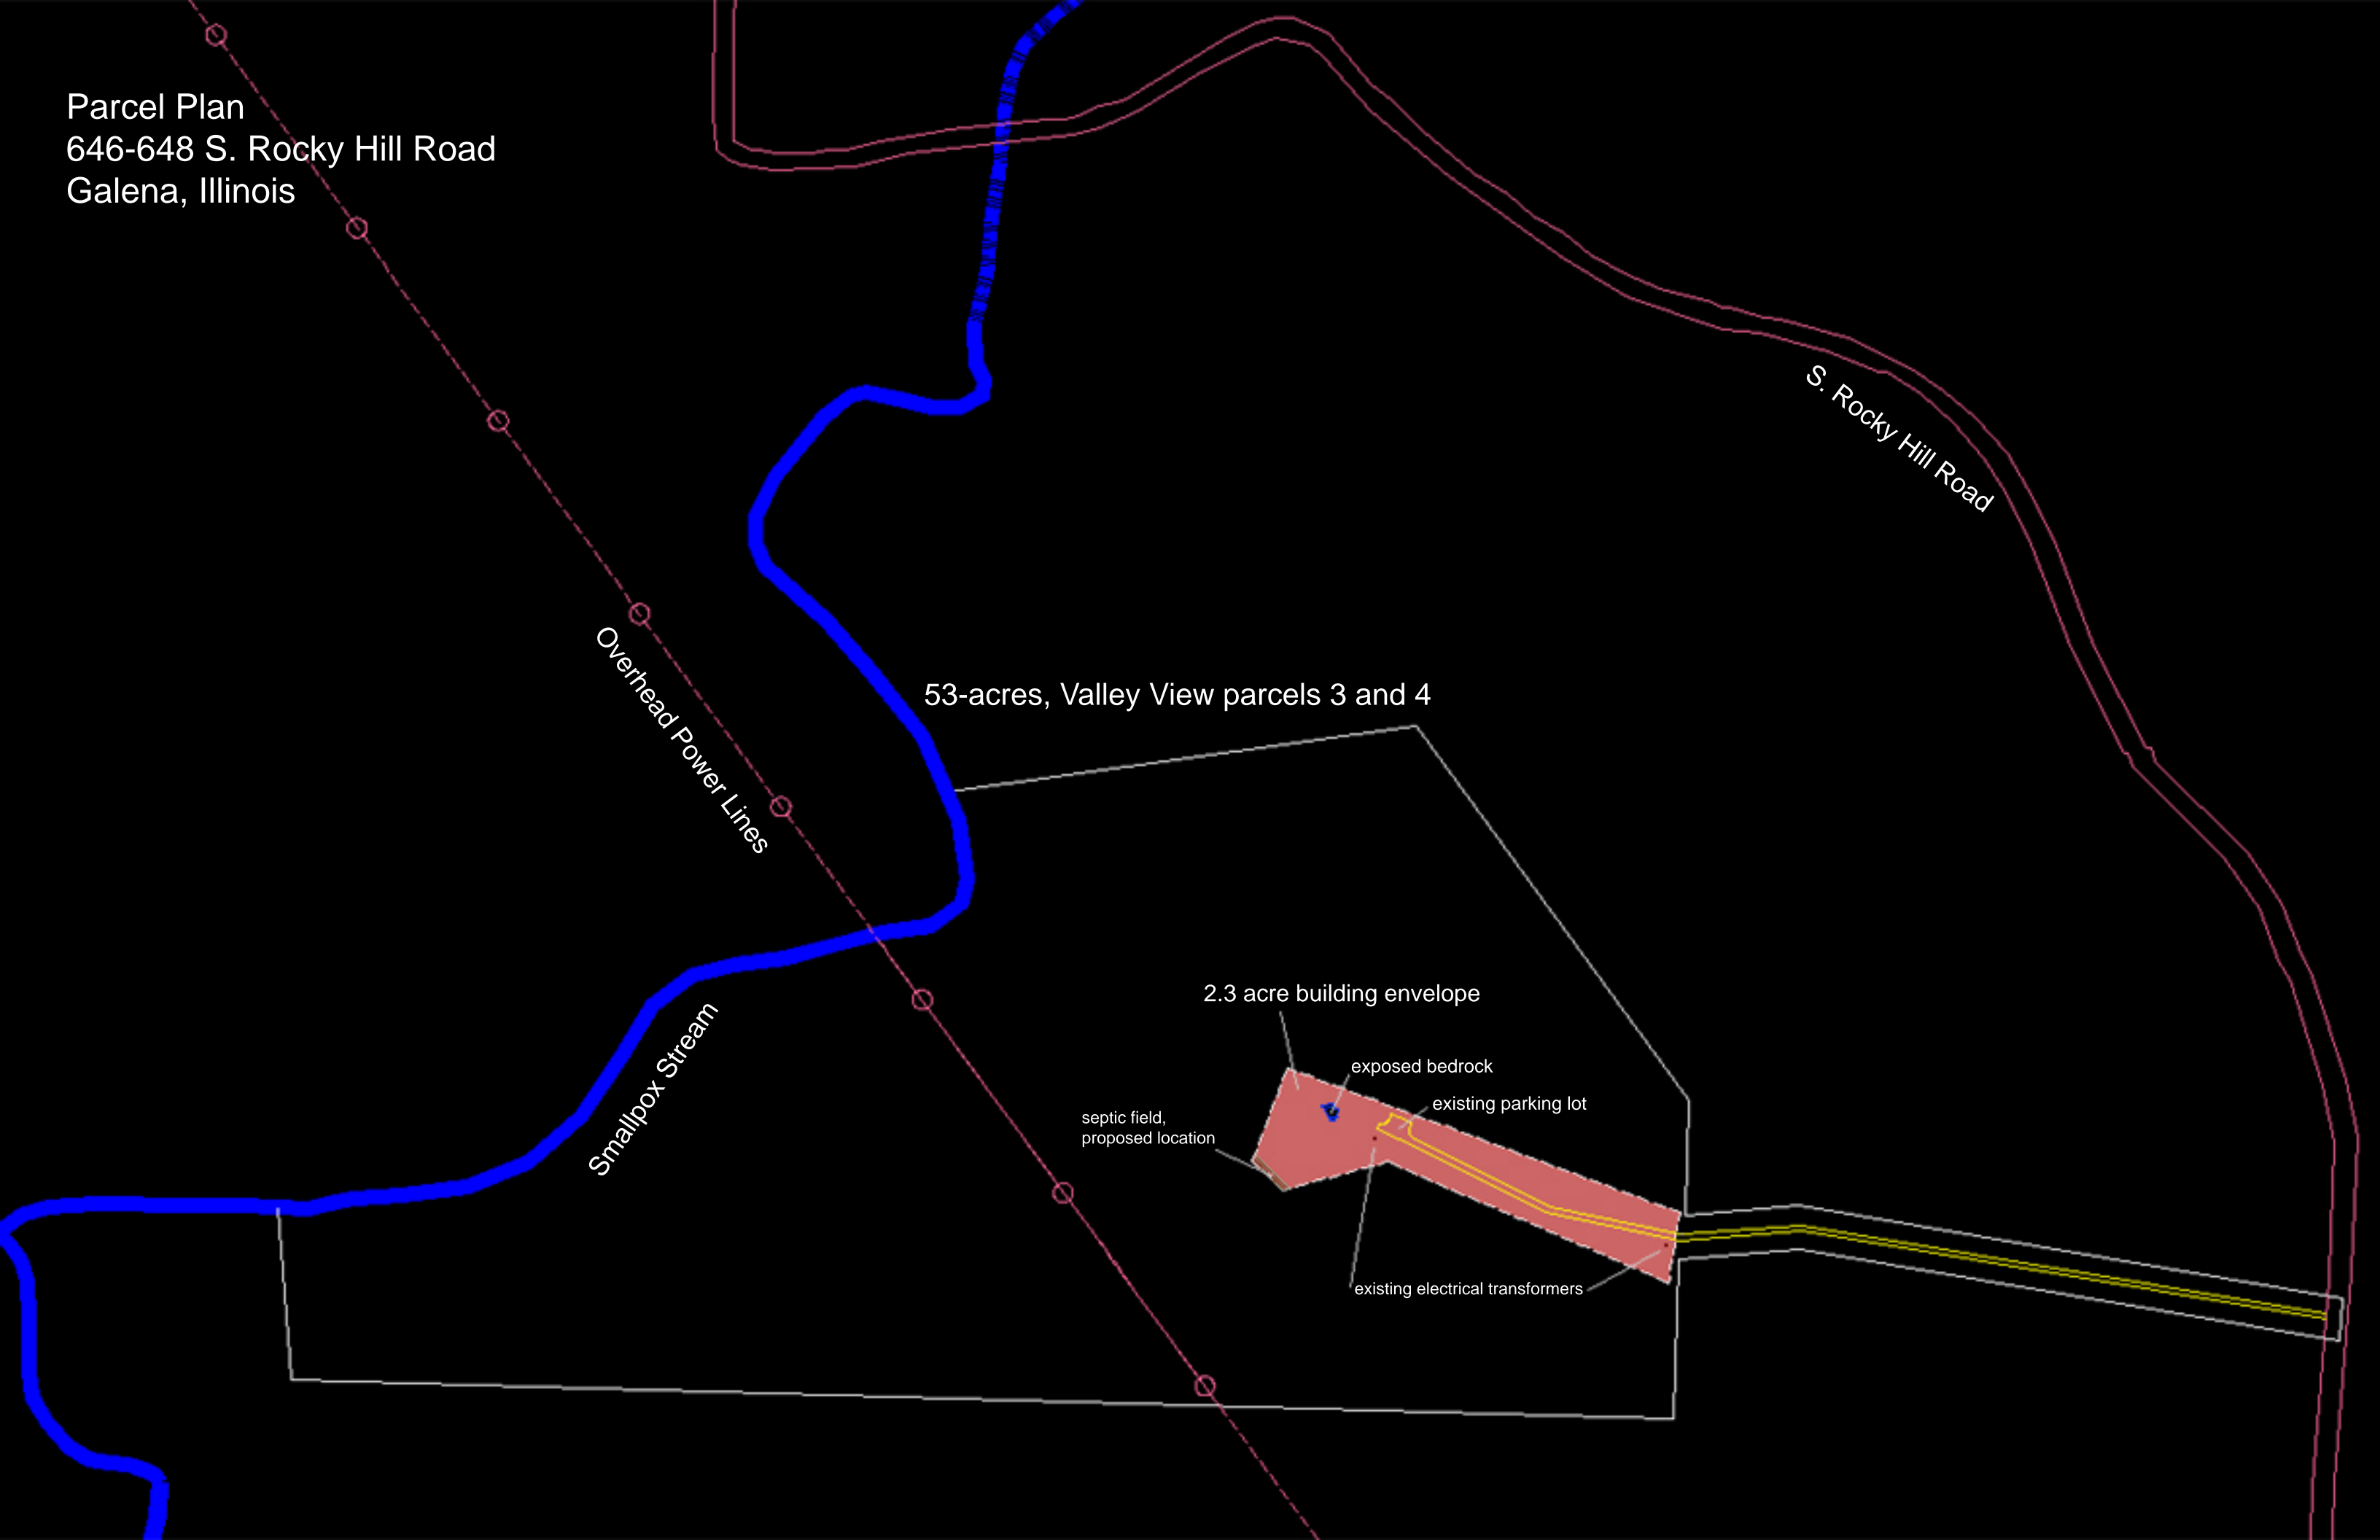 Parcel Plan
646-648 S. Rocky Hill Road
Galena, Illinois
S. Rocky Hill Road
Overhead Power Lines
53-acres, Valley View parcels 3 and 4
2.3 acre building envelope
Smallpox Stream
exposed bedrock
existing parking lot
septic field,
proposed location
existing electrical transformers